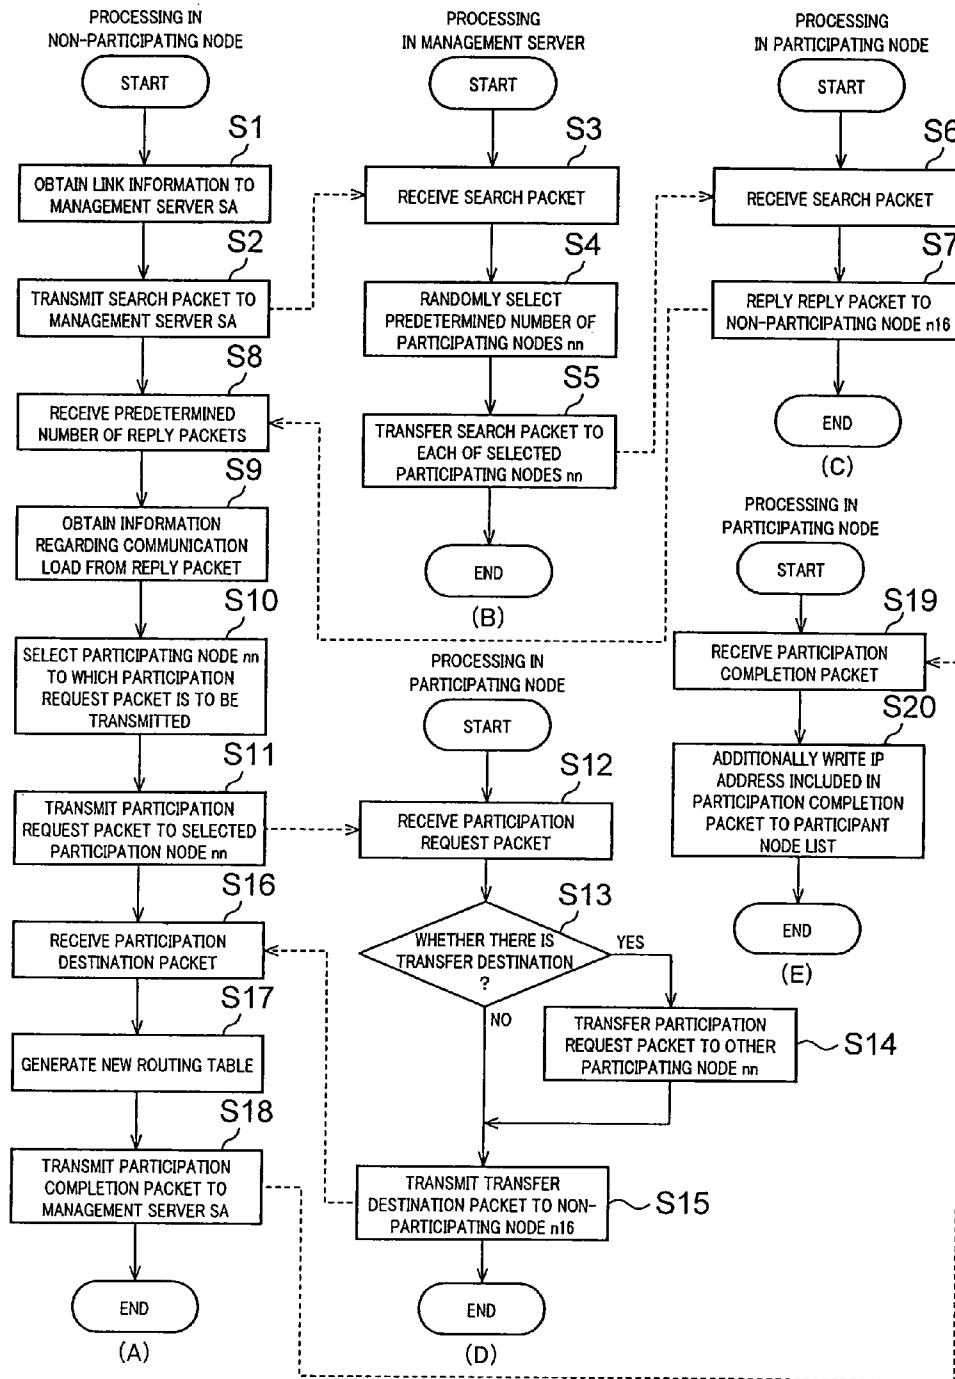 PROCESSING IN
NON-PARTICIPATING NODE
START
S1
OBTAIN LINK INFORMATION TO
MANAGEMENT SERVER SA
S2
TRANSMIT SEARCH PACKET TO
MANAGEMENT SERVER SA
S8
RECEIVE PREDETERMINED
NUMBER OF REPLY PACKETS
S9
OBTAIN INFORMATION
REGARDING COMMUNICATION
LOAD FROM REPLY PACKET
S10
SELECT PARTICIPATING NODE nn
TO WHICH PARTICIPATION
REQUEST PACKET IS TO BE
TRANSMITTED
S11
TRANSMIT PARTICIPATION
REQUEST PACKET TO SELECTED
PARTICIPATION NODE nn
S16
RECEIVE PARTICIPATION
DESTINATION PACKET
S17
GENERATE NEW ROUTING TABLE
S18
TRANSMIT PARTICIPATION
COMPLETION PACKET TO
MANAGEMENT SERVER SA
END
(A)
PROCESSING
IN MANAGEMENT SERVER
START
S3
RECEIVE SEARCH PACKET
S4
RANDOMLY SELECT
PREDETERMINED NUMBER OF
PARTICIPATING NODES nn
S5
TRANSFER SEARCH PACKET TO
EACH OF SELECTED
PARTICIPATING NODES nn
END
(B)
PROCESSING
IN PARTICIPATING NODE
START
S6
RECEIVE SEARCH PACKET
S7
REPLY REPLY PACKET TO
NON-PARTICIPATING NODE n16
END
(C)
PROCESSING IN
PARTICIPATING NODE
START
S12
RECEIVE PARTICIPATION
REQUEST PACKET
S13
WHETHER THERE IS
TRANSFER DESTINATION
?
YES
NO
TRANSFER PARTICIPATION
REQUEST PACKET TO OTHER
PARTICIPATING NODE nn
S14
TRANSMIT TRANSFER
DESTINATION PACKET TO NON-
PARTICIPATING NODE n16
S15
END
(D)
PROCESSING IN
PARTICIPATING NODE
START
S19
RECEIVE PARTICIPATION
COMPLETION PACKET
S20
ADDITIONALLY WRITE IP
ADDRESS INCLUDED IN
PARTICIPATION COMPLETION
PACKET TO PARTICIPANT
NODE LIST
END
(E)